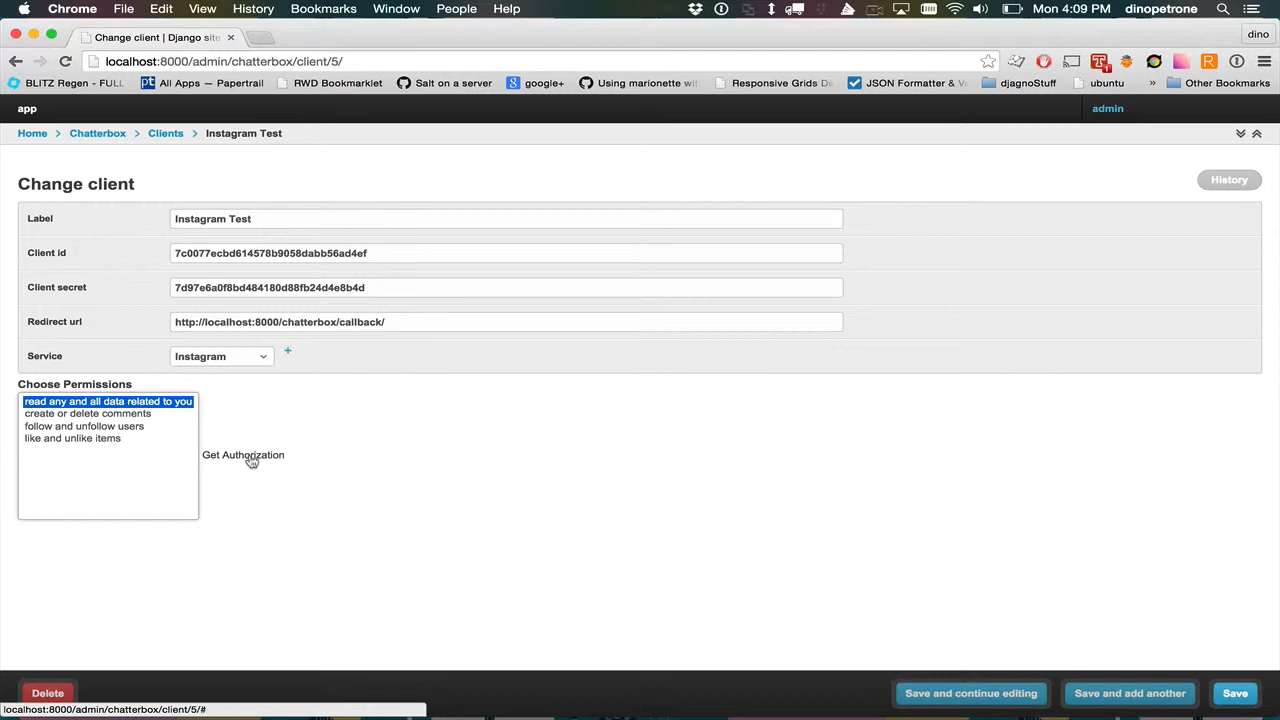 Chrome File Edit View History Bookmarks Window People Help Mon 4:09 PM dinopetrone
Change client | Django site dino
localhost:8000/admin/chatterbox/client/5/
BLITZ Regen - FULL All Apps — Papertrail RWD Bookmarklet Salt on a server google+ Using marionette wit Responsive Grids De JSON Formatter & Va djagnoStuff ubuntu » Other Bookmarks
app admin
Home > Chatterbox > Clients > Instagram Test
Change client History
Label Instagram Test
Client id 7c0077ecbd614578b9058dabb56ad4ef
Client secret 7d97e6a0f8bd484180d88fb24d4e8b4d
Redirect url http://localhost:8000/chatterbox/callback/
Service Instagram +
Choose Permissions
read any and all data related to you
create or delete comments
follow and unfollow users
like and unlike items
Get Authorization
Delete Save and continue editing Save and add another Save
localhost:8000/admin/chatterbox/client/5/#